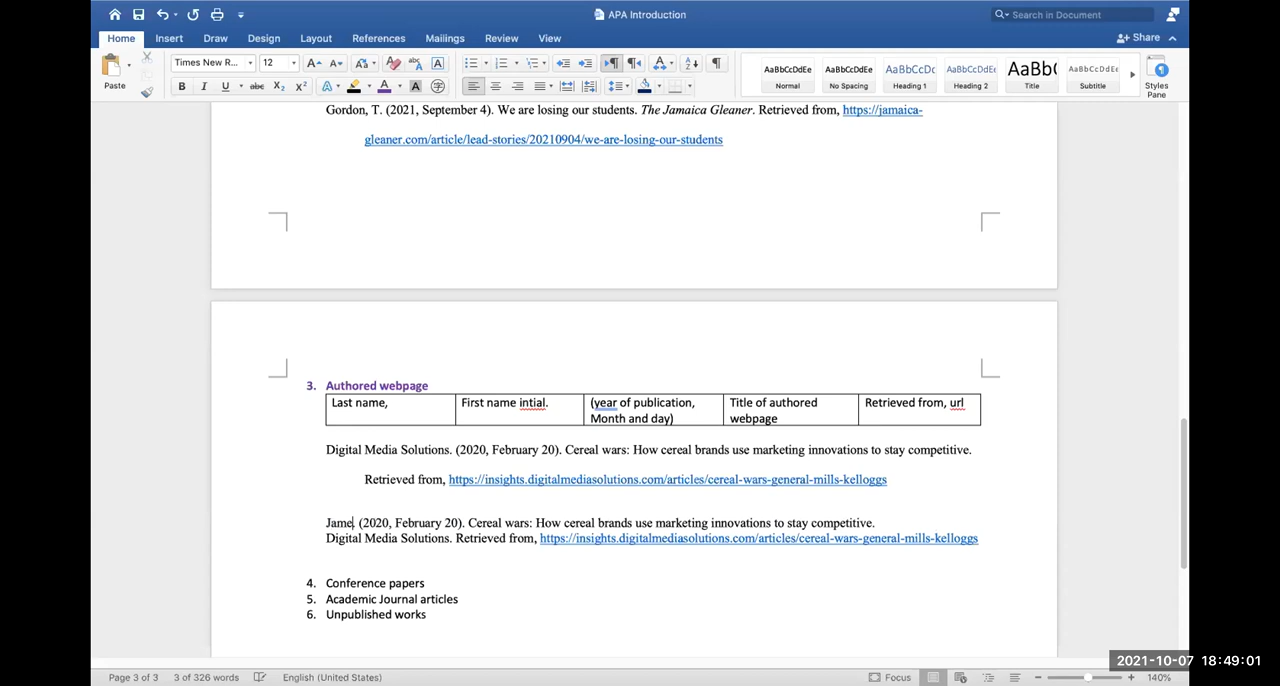 APA Introduction
Search in Document
Home Insert Draw Design Layout References Mailings Review View
Share
Times New R... 12
Paste
AaBbCcDdEe AaBbCcDdEe AaBbCcDc AaBbCcDdEe AaBb( AaBbCcDdEe
Normal No Spacing Heading 1 Heading 2 Title Subtitle
Styles
Pane
Gordon, T. (2021, September 4). We are losing our students. The Jamaica Gleaner. Retrieved from, https://jamaica-
gleaner.com/article/lead-stories/20210904/we-are-losing-our-students
3. Authored webpage
Last name, First name intial. (year of publication, Title of authored Retrieved from, url
Month and day) webpage
Digital Media Solutions. (2020, February 20). Cereal wars: How cereal brands use marketing innovations to stay competitive.
Retrieved from, https://insights.digitalmediasolutions.com/articles/cereal-wars-general-mills-kelloggs
Jame. (2020, February 20). Cereal wars: How cereal brands use marketing innovations to stay competitive.
Digital Media Solutions. Retrieved from, https://insights.digitalmediasolutions.com/articles/cereal-wars-general-mills-kelloggs
4. Conference papers
5. Academic Journal articles
6. Unpublished works
2021-10-07 18:49:01
Page 3 of 3 3 of 326 words English (United States) Focus 140%